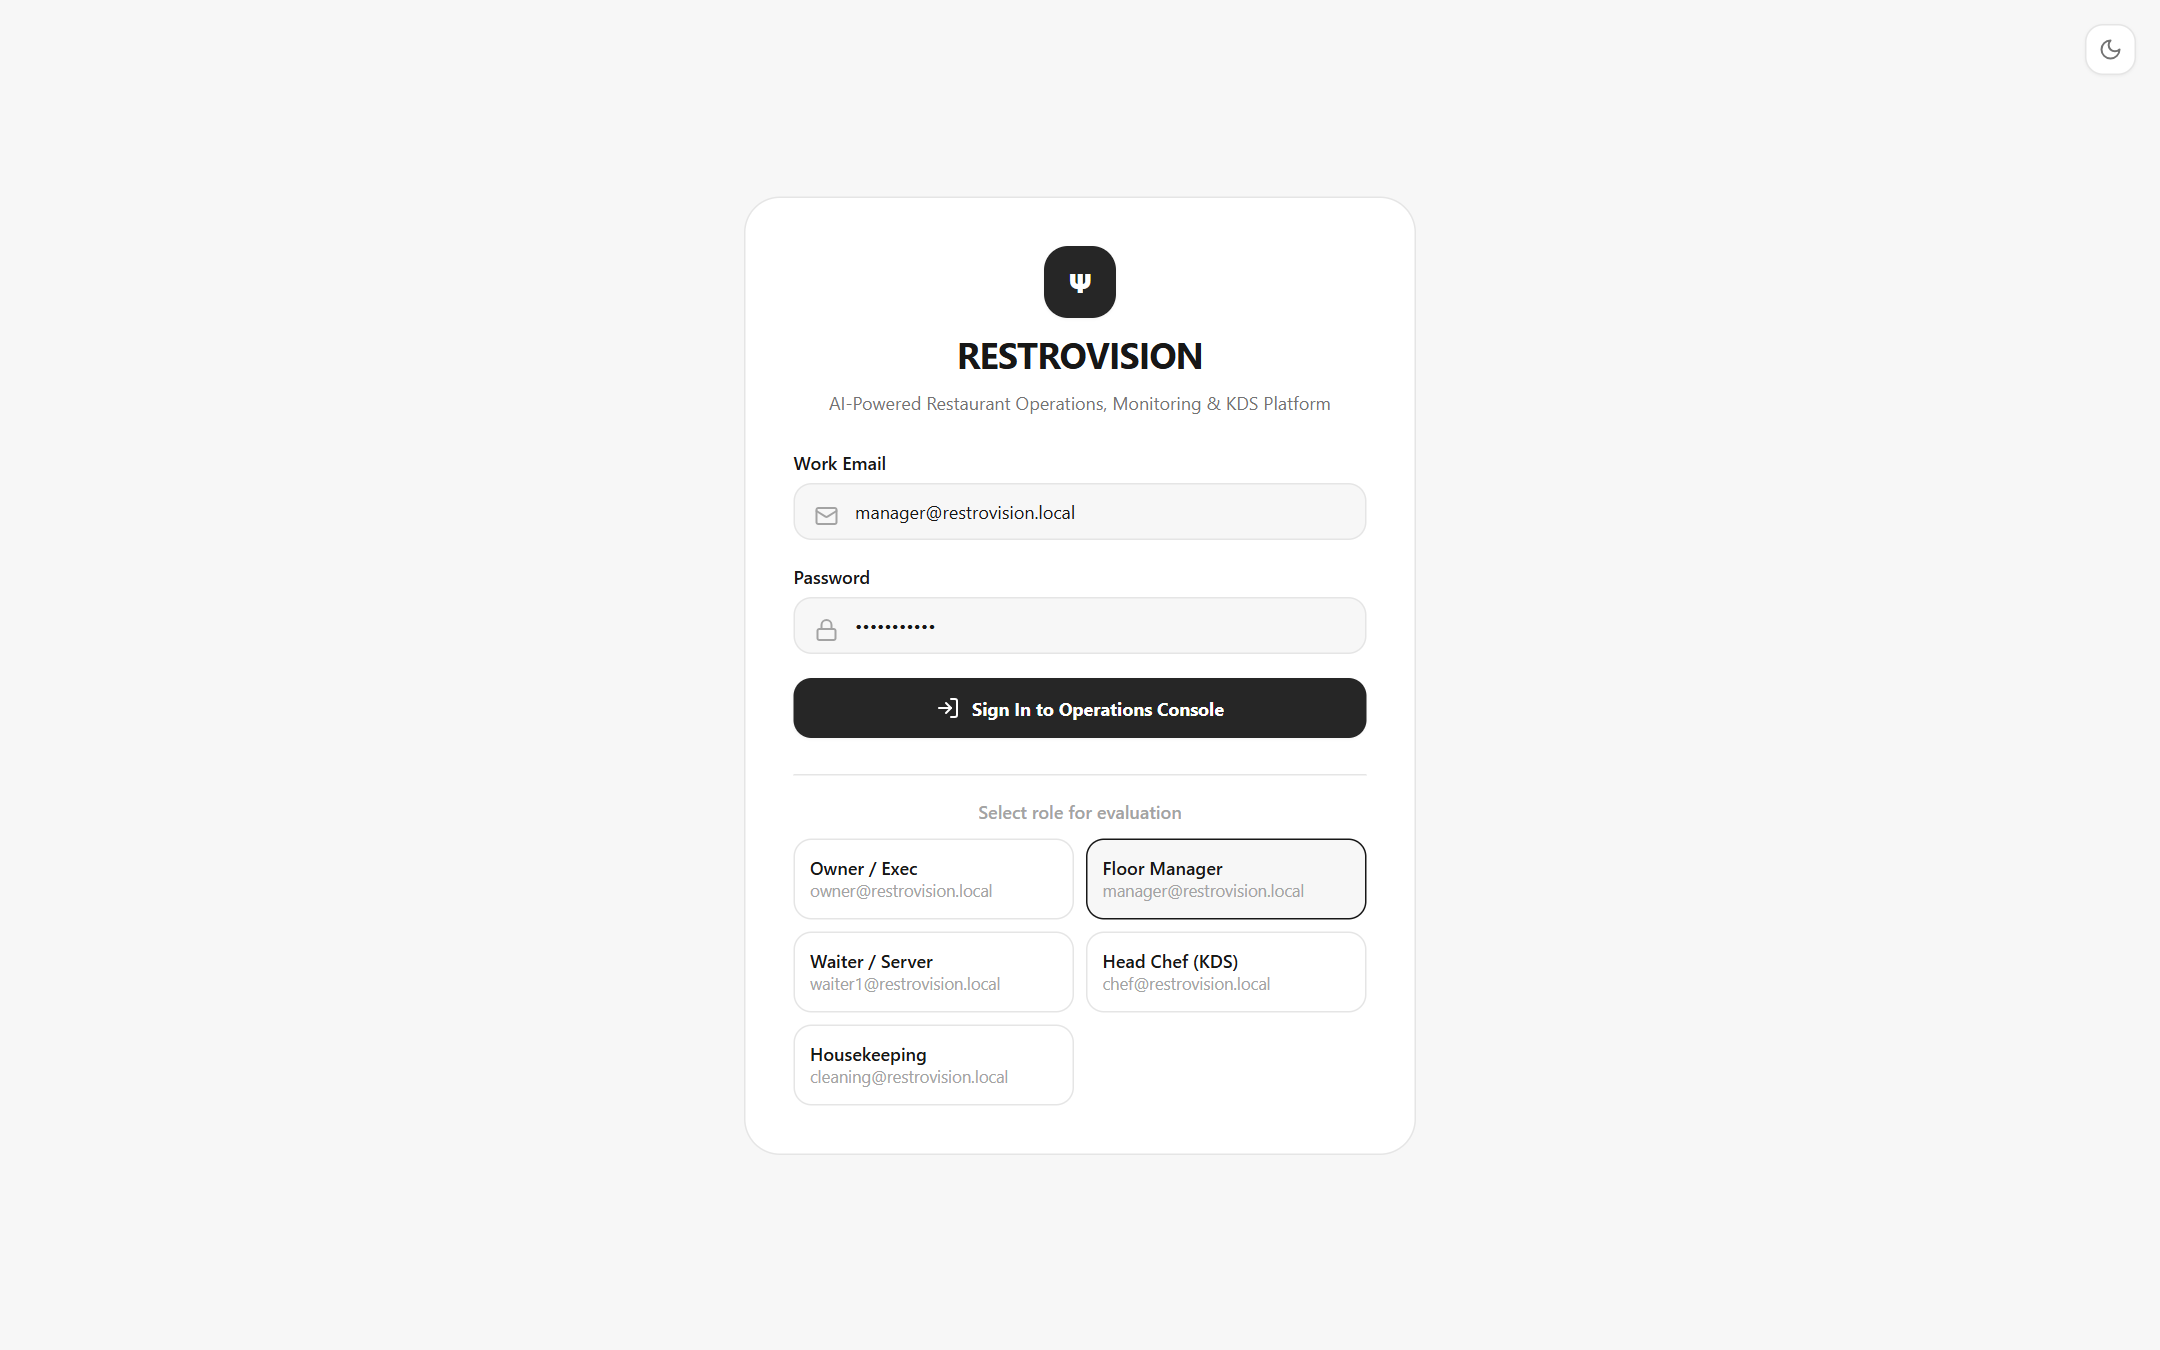 Ψ
RESTROVISION
AI-Powered Restaurant Operations, Monitoring & KDS Platform
Work Email
manager@restrovision.local
Password
•••••••••••
Sign In to Operations Console
Select role for evaluation
Owner / Exec
owner@restrovision.local
Floor Manager
manager@restrovision.local
Waiter / Server
waiter1@restrovision.local
Head Chef (KDS)
chef@restrovision.local
Housekeeping
cleaning@restrovision.local